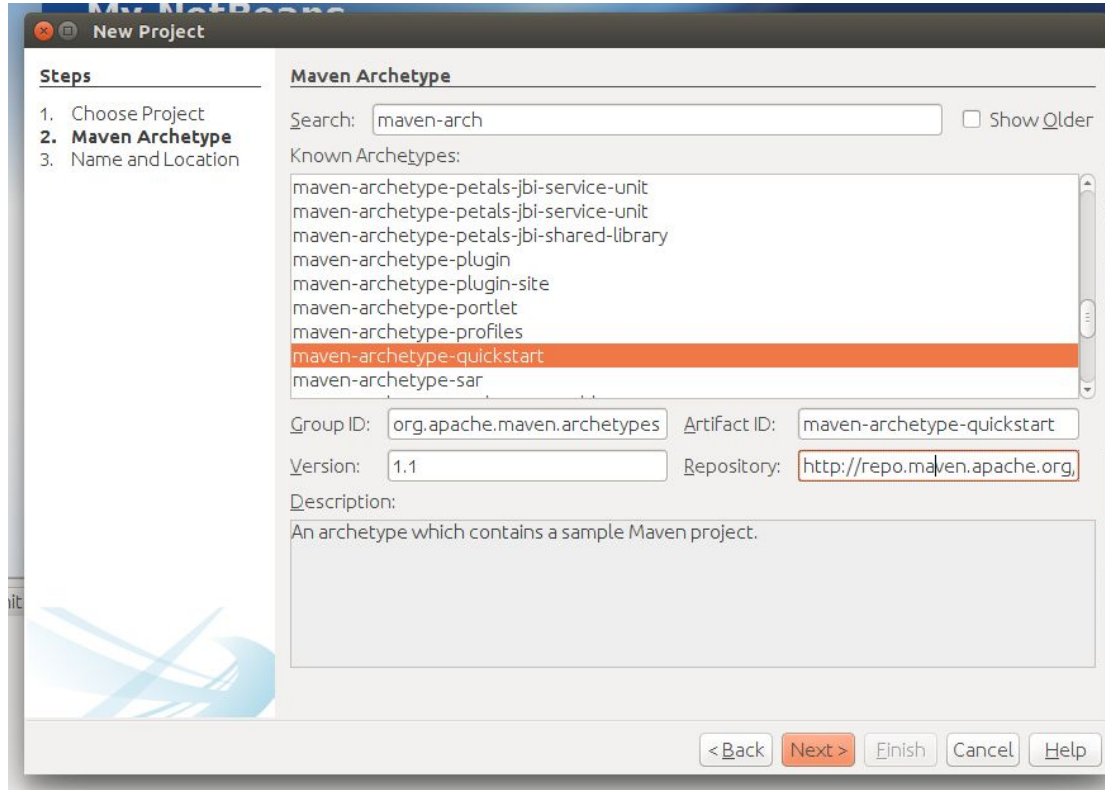 My NetBeans
New Project
Steps
1. Choose Project
2. Maven Archetype
3. Name and Location
Maven Archetype
Search: maven-arch Show Older
Known Archetypes:
maven-archetype-petals-jbi-service-unit
maven-archetype-petals-jbi-service-unit
maven-archetype-petals-jbi-shared-library
maven-archetype-plugin
maven-archetype-plugin-site
maven-archetype-portlet
maven-archetype-profiles
maven-archetype-quickstart
maven-archetype-sar
Group ID: org.apache.maven.archetypes Artifact ID: maven-archetype-quickstart
Version: 1.1 Repository: http://repo.maven.apache.org,
Description:
An archetype which contains a sample Maven project.
< Back Next > Finish Cancel Help